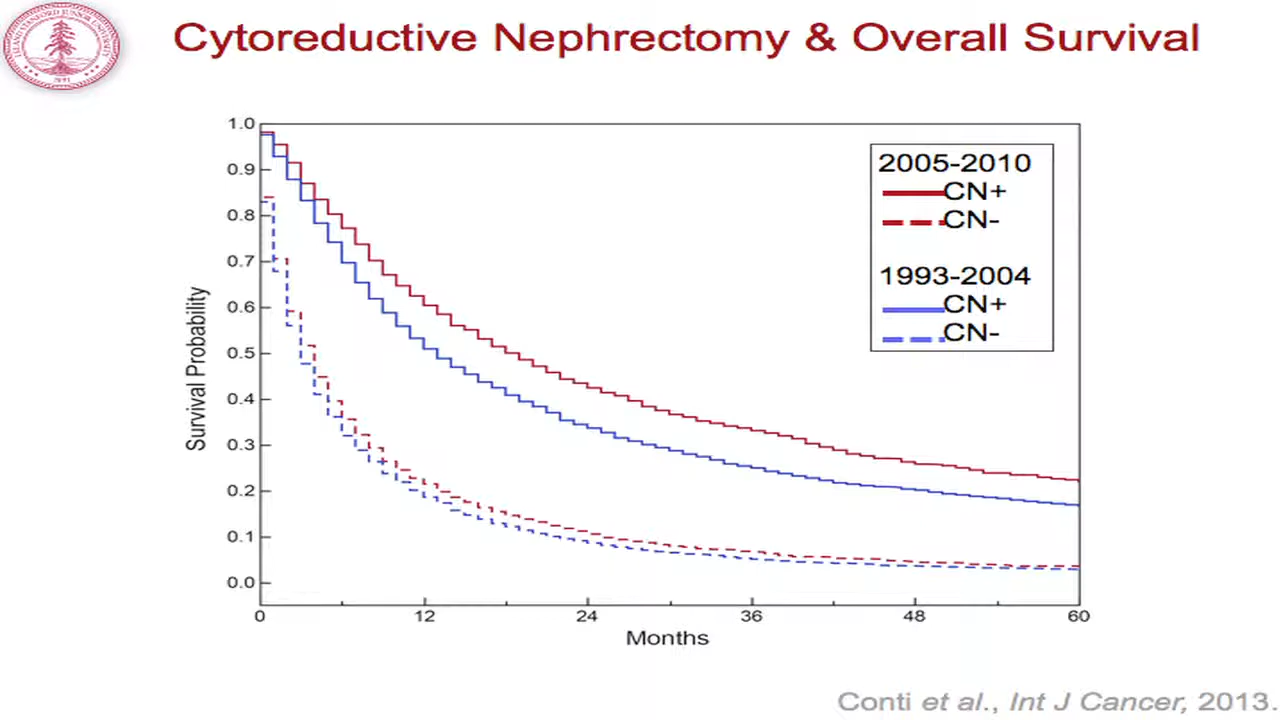 Cytoreductive Nephrectomy & Overall Survival
1.0
0.9
0.8
0.7
0.6
0.5
0.4
0.3
0.2
0.1
0.0
Survival Probability
2005-2010
CN+
CN-
1993-2004
CN+
CN-
0 12 24 36 48 60
Months
Conti et al., Int J Cancer, 2013.